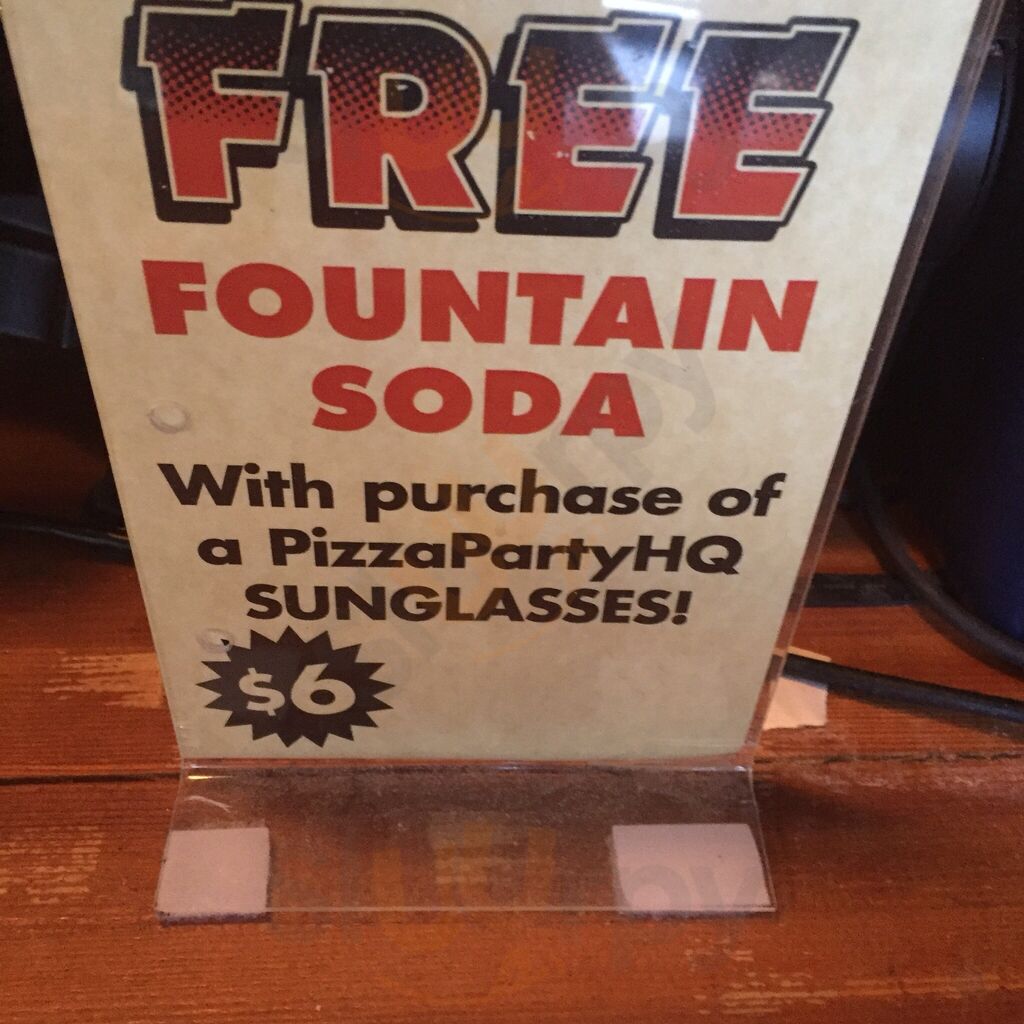 FREE
FOUNTAIN
SODA
With purchase of
a PizzaPartyHQ
SUNGLASSES!
$6